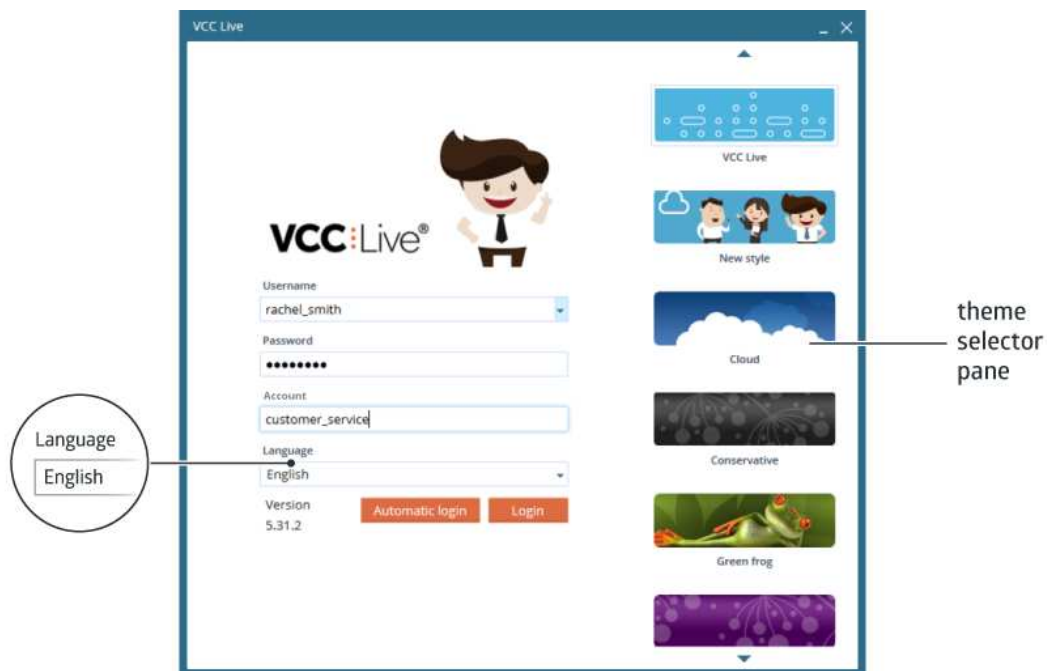 VCC Live
VCC Live®
Username
rachel_smith
Password
Account
customer_service
Language
English
Version
5.31.2
Automatic login
Login
VCC Live
New style
Cloud
Conservative
Green frog
Language
English
theme
selector
pane